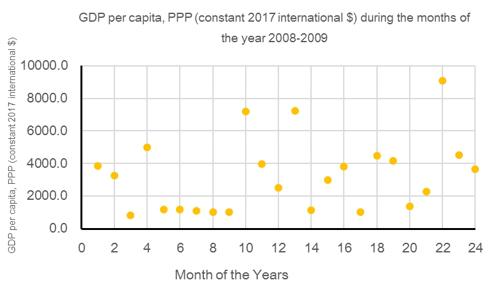 GDP per capita, PPP (constant 2017 international $) during the months of
the year 2008-2009
GDP per capita, PPP (constant 2017 international $)
10000.0
8000.0
6000.0
4000.0
2000.0
0.0
0 2 4 6 8 10 12 14 16 18 20 22 24
Month of the Years